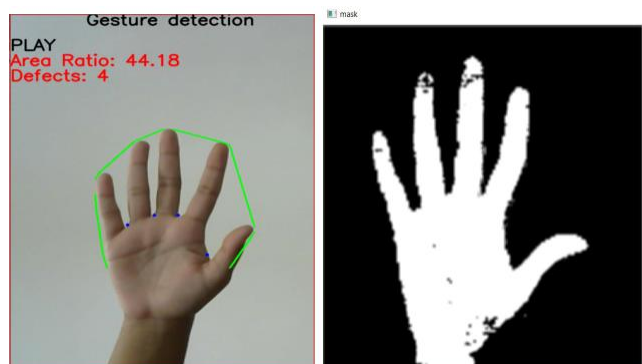 Gesture detection
PLAY
Area Ratio: 44.18
Defects: 4
mask